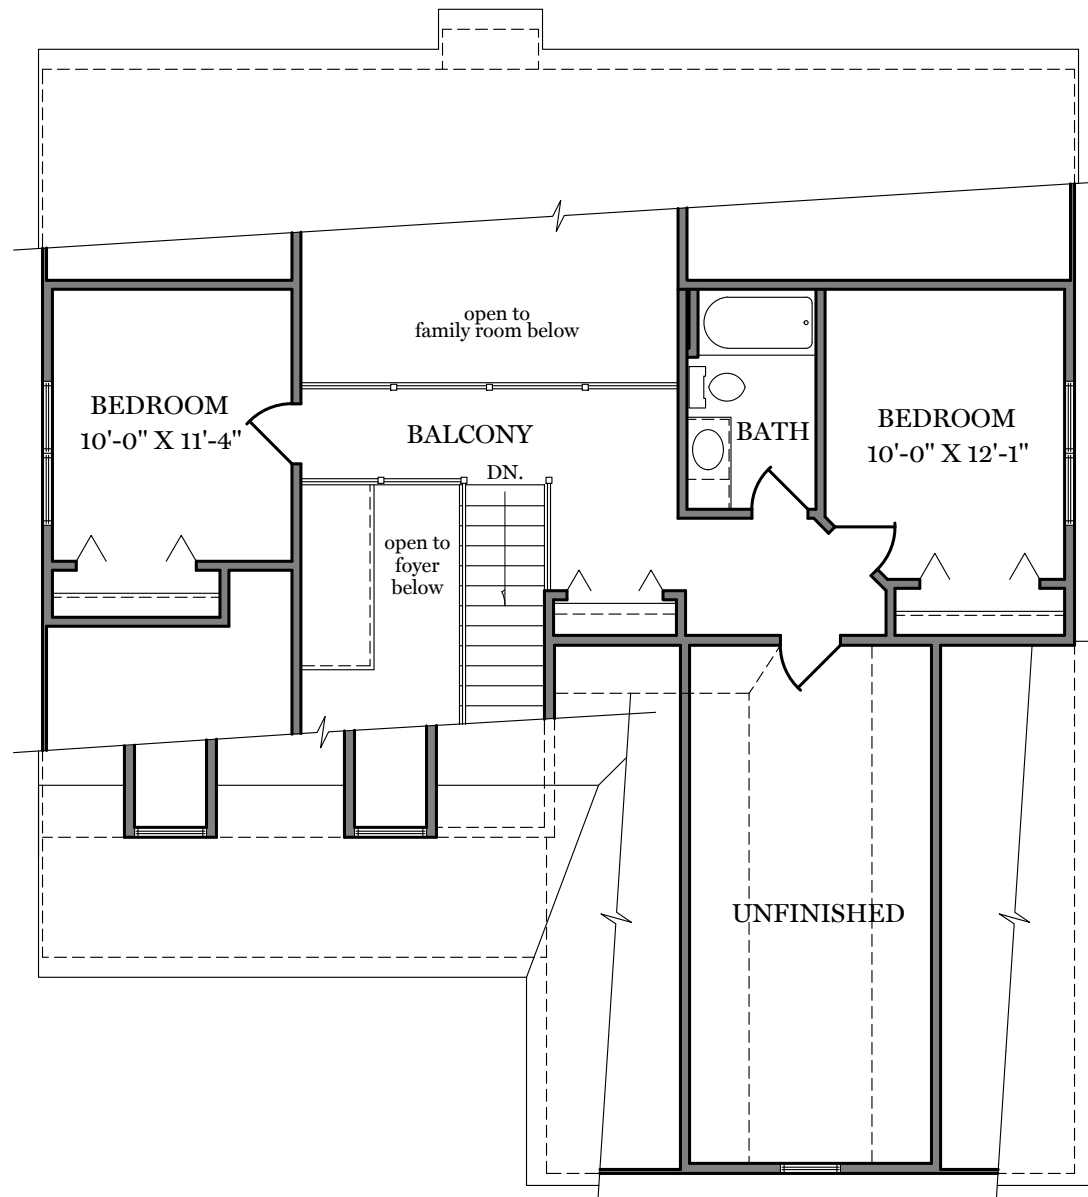 open to
family room below
BEDROOM
10'-0" X 11'-4"
BALCONY
BATH
BEDROOM
10'-0" X 12'-1"
DN.
open to
foyer
below
UNFINISHED